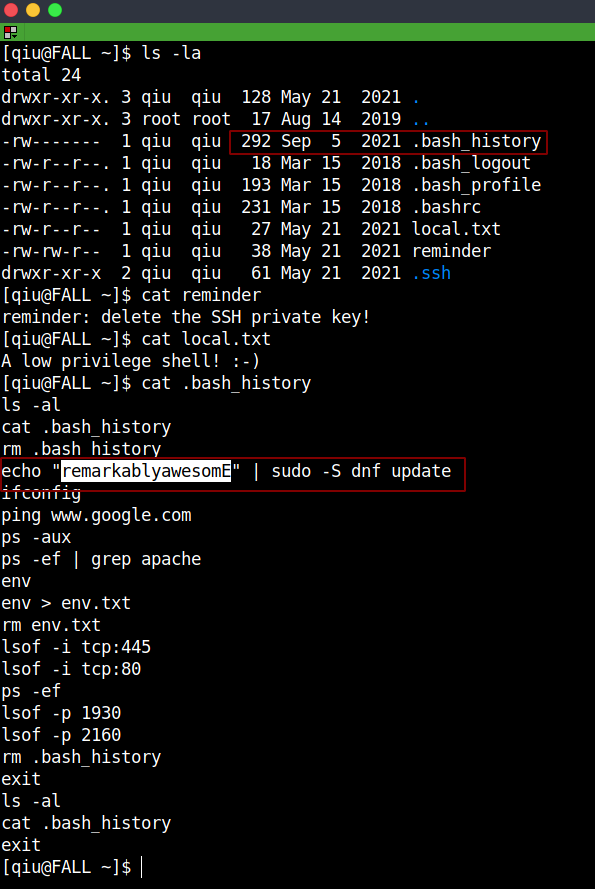 [qiu@FALL ~]$ ls -la
total 24
drwxr-xr-x. 3 qiu  qiu  128 May 21  2021 .
drwxr-xr-x. 3 root root  17 Aug 14  2019 ..
-rw-------  1 qiu  qiu  292 Sep  5  2021 .bash_history
-rw-r--r--. 1 qiu  qiu   18 Mar 15  2018 .bash_logout
-rw-r--r--. 1 qiu  qiu  193 Mar 15  2018 .bash_profile
-rw-r--r--. 1 qiu  qiu  231 Mar 15  2018 .bashrc
-rw-r--r--  1 qiu  qiu   27 May 21  2021 local.txt
-rw-rw-r--  1 qiu  qiu   38 May 21  2021 reminder
drwxr-xr-x  2 qiu  qiu   61 May 21  2021 .ssh
[qiu@FALL ~]$ cat reminder
reminder: delete the SSH private key!
[qiu@FALL ~]$ cat local.txt
A low privilege shell! :-)
[qiu@FALL ~]$ cat .bash_history
ls -al
cat .bash_history
rm .bash_history
echo "remarkablyawesomE" | sudo -S dnf update
ifconfig
ping www.google.com
ps -aux
ps -ef | grep apache
env
env > env.txt
rm env.txt
lsof -i tcp:445
lsof -i tcp:80
ps -ef
lsof -p 1930
lsof -p 2160
rm .bash_history
exit
ls -al
cat .bash_history
exit
[qiu@FALL ~]$